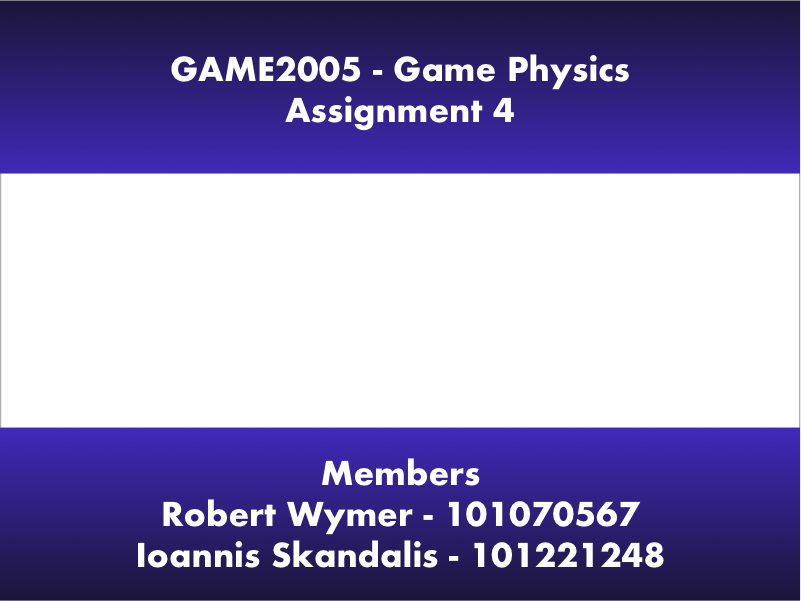 GAME2005 - Game Physics
Assignment 4
Members
Robert Wymer - 101070567
Ioannis Skandalis - 101221248